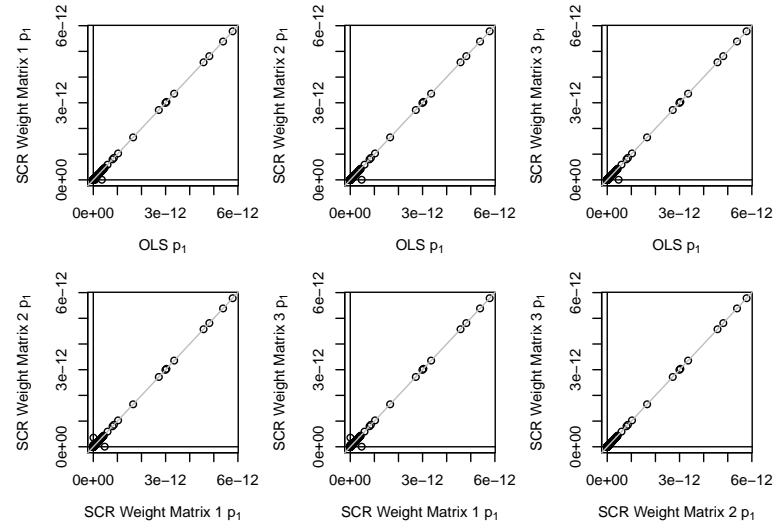 SCR Weight Matrix 1 p1
6e−12
3e−12
0e+00
0e+00 3e−12 6e−12
OLS p1
SCR Weight Matrix 2 p1
6e−12
3e−12
0e+00
0e+00 3e−12 6e−12
OLS p1
SCR Weight Matrix 3 p1
6e−12
3e−12
0e+00
0e+00 3e−12 6e−12
OLS p1
SCR Weight Matrix 2 p1
6e−12
3e−12
0e+00
0e+00 3e−12 6e−12
SCR Weight Matrix 1 p1
SCR Weight Matrix 3 p1
6e−12
3e−12
0e+00
0e+00 3e−12 6e−12
SCR Weight Matrix 1 p1
SCR Weight Matrix 3 p1
6e−12
3e−12
0e+00
0e+00 3e−12 6e−12
SCR Weight Matrix 2 p1